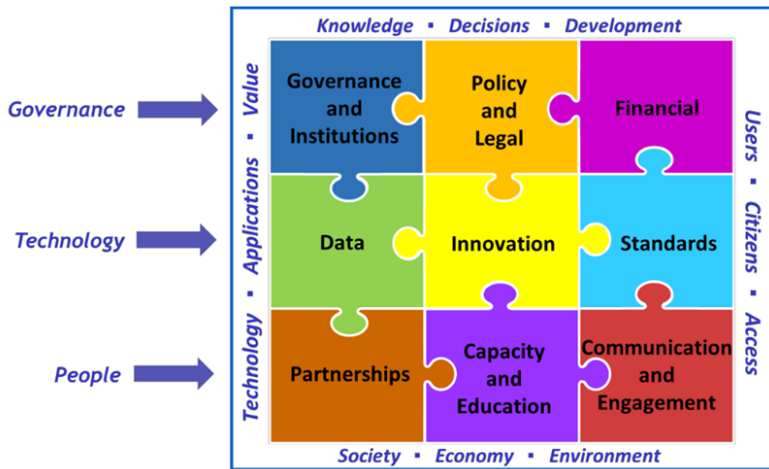 Knowledge ▪ Decisions ▪ Development
Governance
Technology
People
Technology ▪ Applications ▪ Value
Governance
and
Institutions
Policy
and
Legal
Financial
Data
Innovation
Standards
Partnerships
Capacity
and
Education
Communication
and
Engagement
Users ▪ Citizens ▪ Access
Society ▪ Economy ▪ Environment